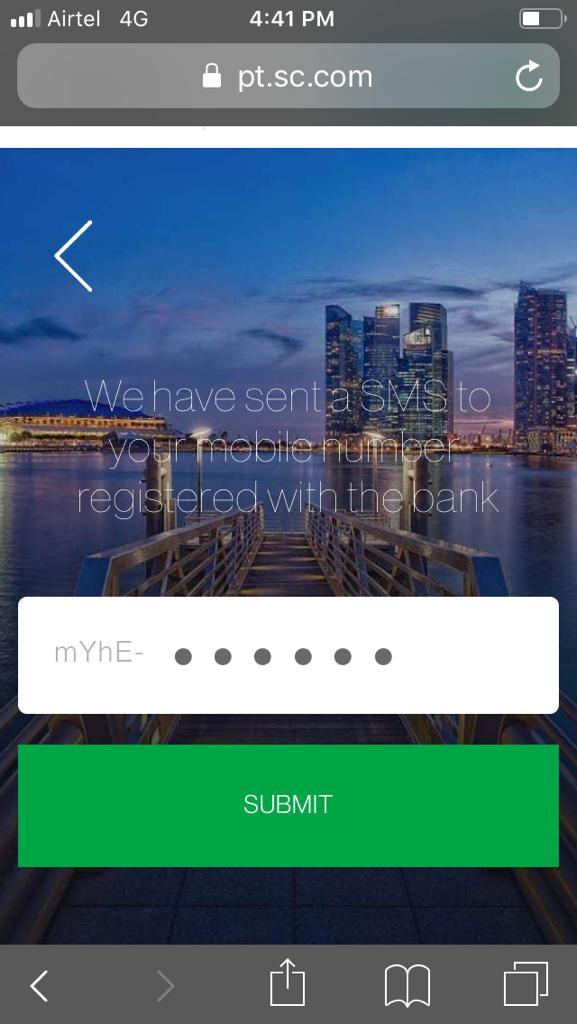 Airtel 4G 4:41 PM
pt.sc.com
We have sent a SMS to
your mobile number
registered with the bank
mYhE-
SUBMIT